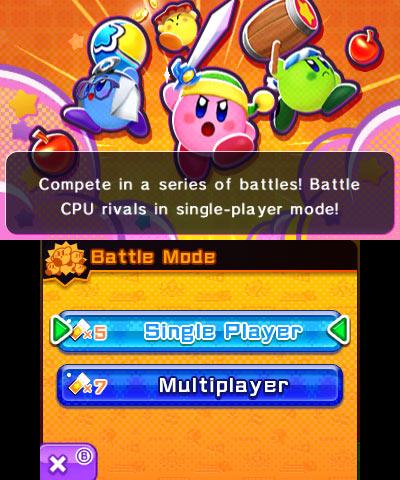 Compete in a series of battles! Battle
CPU rivals in single-player mode!
Battle Mode
×5 Single Player
×7 Multiplayer
× B